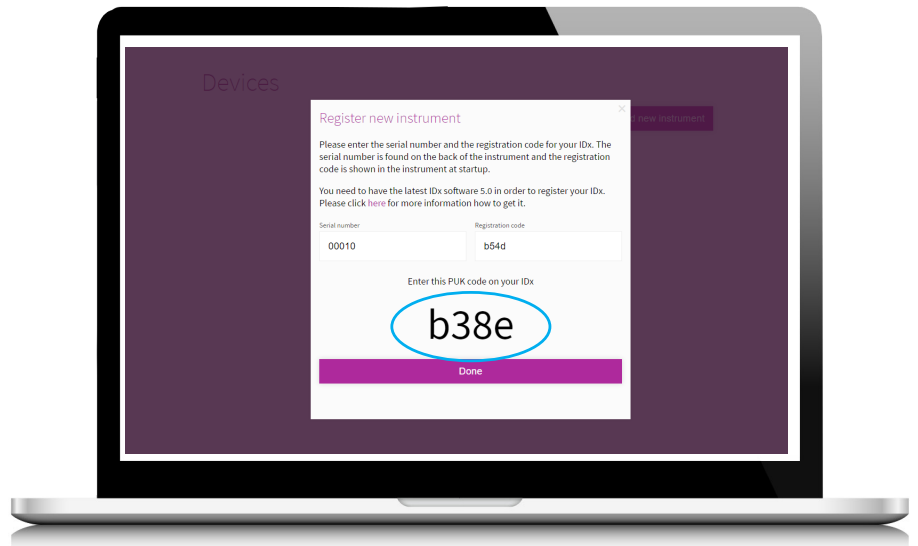 Devices
d new instrument
×
Register new instrument
Please enter the serial number and the registration code for your IDx. The
serial number is found on the back of the instrument and the registration
code is shown in the instrument at startup.
You need to have the latest IDx software 5.0 in order to register your IDx.
Please click here for more information how to get it.
Serial number Registration code
00010 b54d
Enter this PUK code on your IDx
b38e
Done